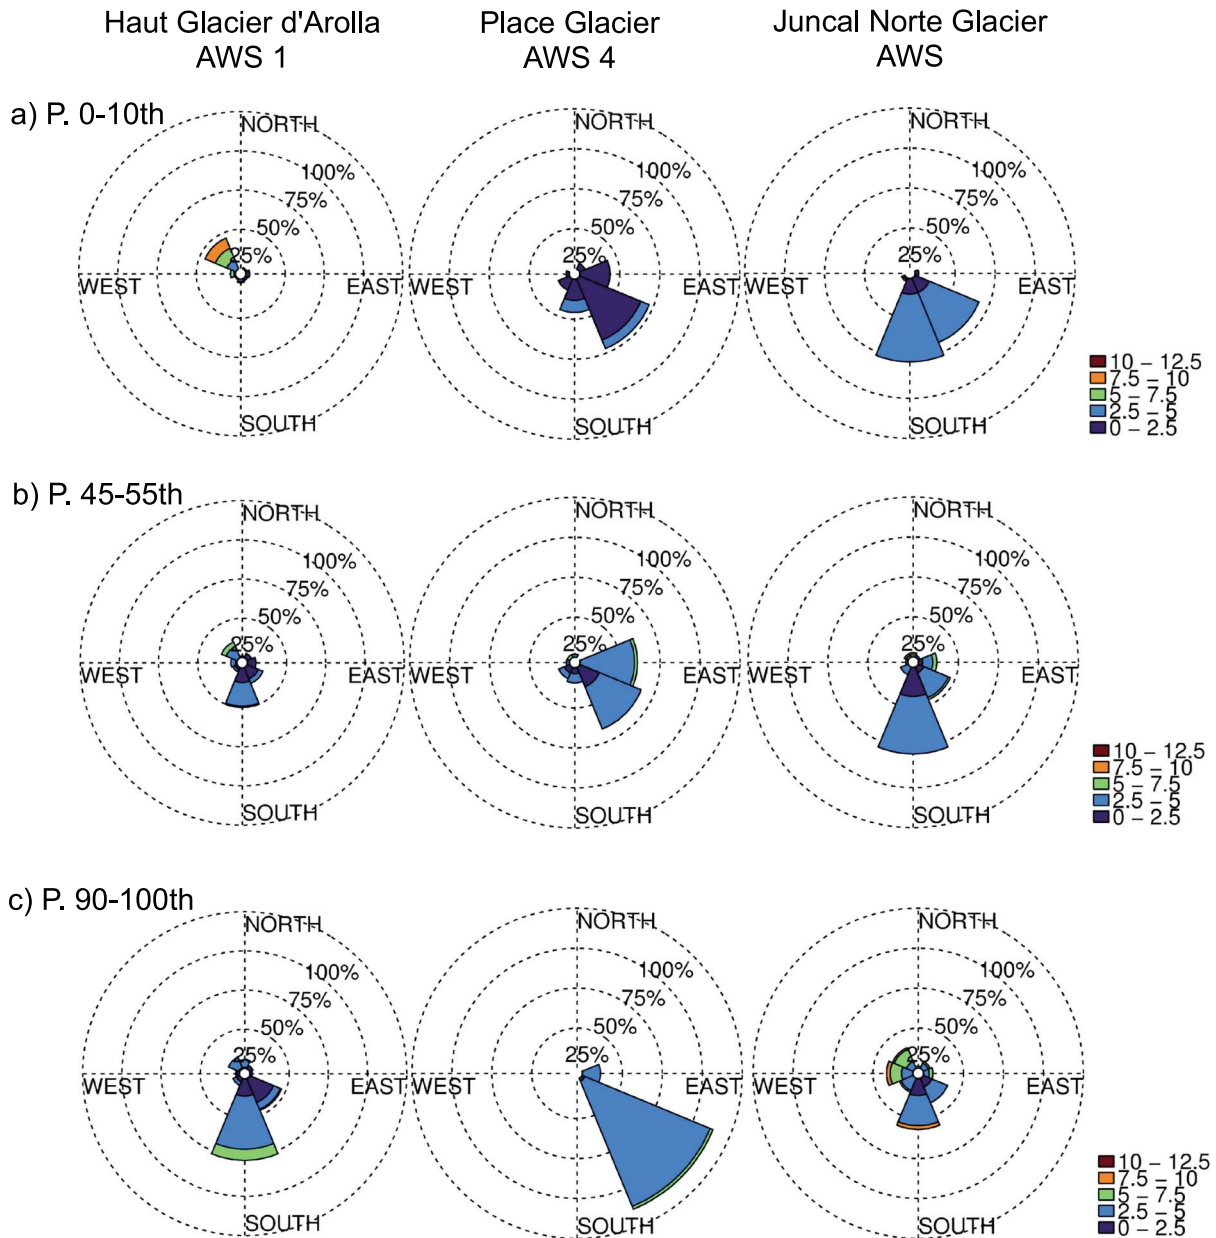 Haut Glacier d'Arolla
AWS 1
Place Glacier
AWS 4
Juncal Norte Glacier
AWS
a) P. 0-10th
NORTH
100%
75%
50%
25%
WEST
EAST
SOUTH
NORTH
100%
75%
50%
25%
WEST
EAST
SOUTH
NORTH
100%
75%
50%
25%
WEST
EAST
SOUTH
10 – 12.5
7.5 – 10
5 – 7.5
2.5 – 5
0 – 2.5
b) P. 45-55th
NORTH
100%
75%
50%
25%
WEST
EAST
SOUTH
NORTH
100%
75%
50%
25%
WEST
EAST
SOUTH
NORTH
100%
75%
50%
25%
WEST
EAST
SOUTH
10 – 12.5
7.5 – 10
5 – 7.5
2.5 – 5
0 – 2.5
c) P. 90-100th
NORTH
100%
75%
50%
25%
WEST
EAST
SOUTH
NORTH
100%
75%
50%
25%
WEST
EAST
SOUTH
NORTH
100%
75%
50%
25%
WEST
EAST
SOUTH
10 – 12.5
7.5 – 10
5 – 7.5
2.5 – 5
0 – 2.5